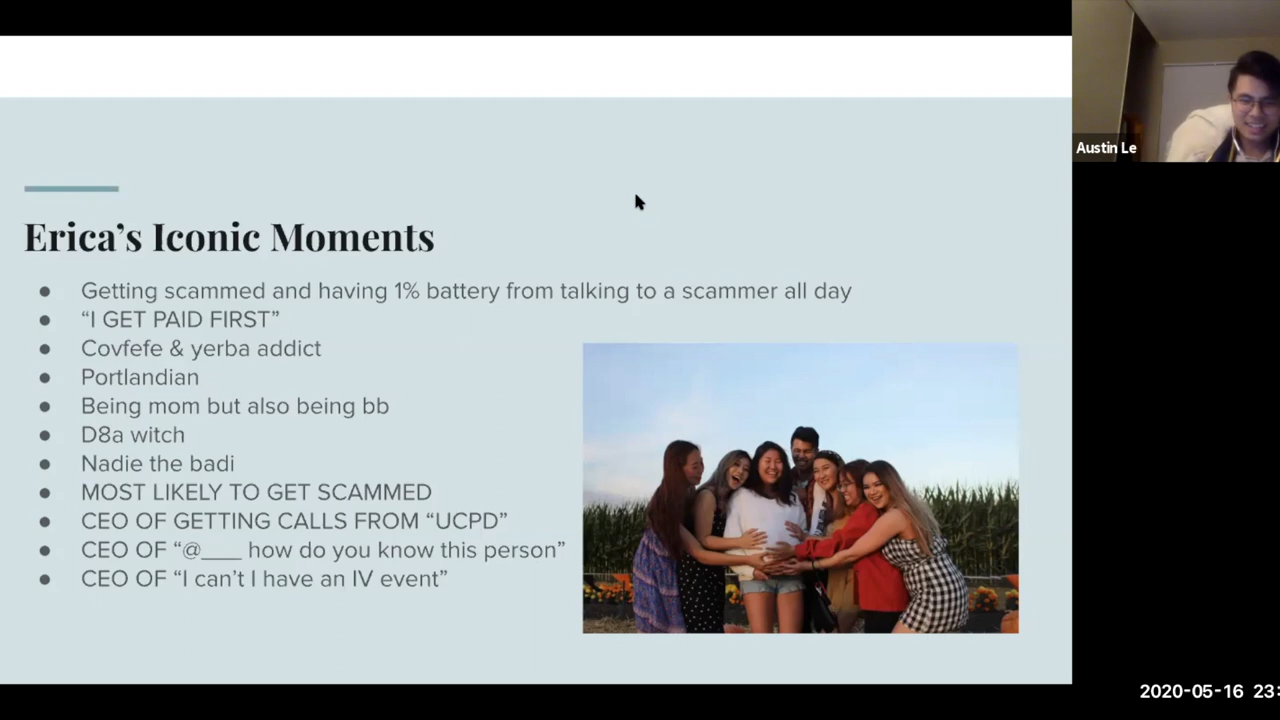 Austin Le
Erica’s Iconic Moments
● Getting scammed and having 1% battery from talking to a scammer all day
● “I GET PAID FIRST”
● Covfefe & yerba addict
● Portlandian
● Being mom but also being bb
● D8a witch
● Nadie the badi
● MOST LIKELY TO GET SCAMMED
● CEO OF GETTING CALLS FROM “UCPD”
● CEO OF “@___ how do you know this person”
● CEO OF “I can’t I have an IV event”
2020-05-16 23: